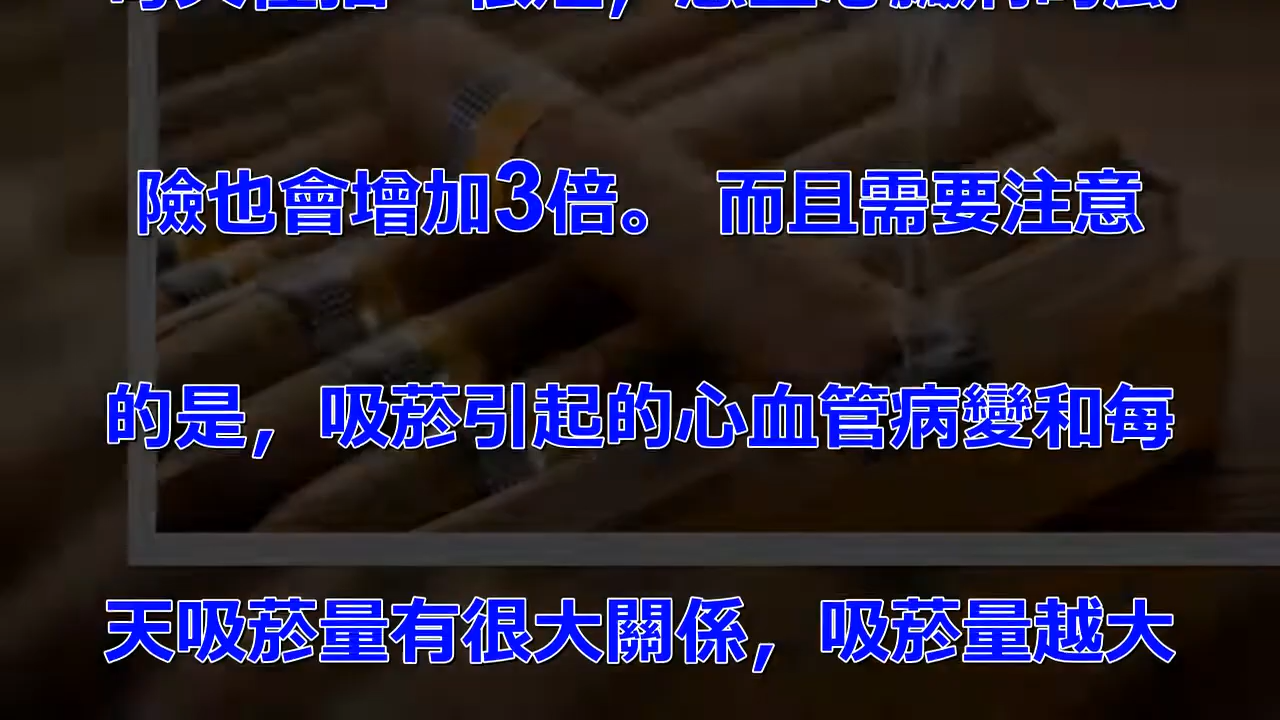 險也會增加3倍。 而且需要注意
的是，吸菸引起的心血管病變和每
天吸菸量有很大關係，吸菸量越大